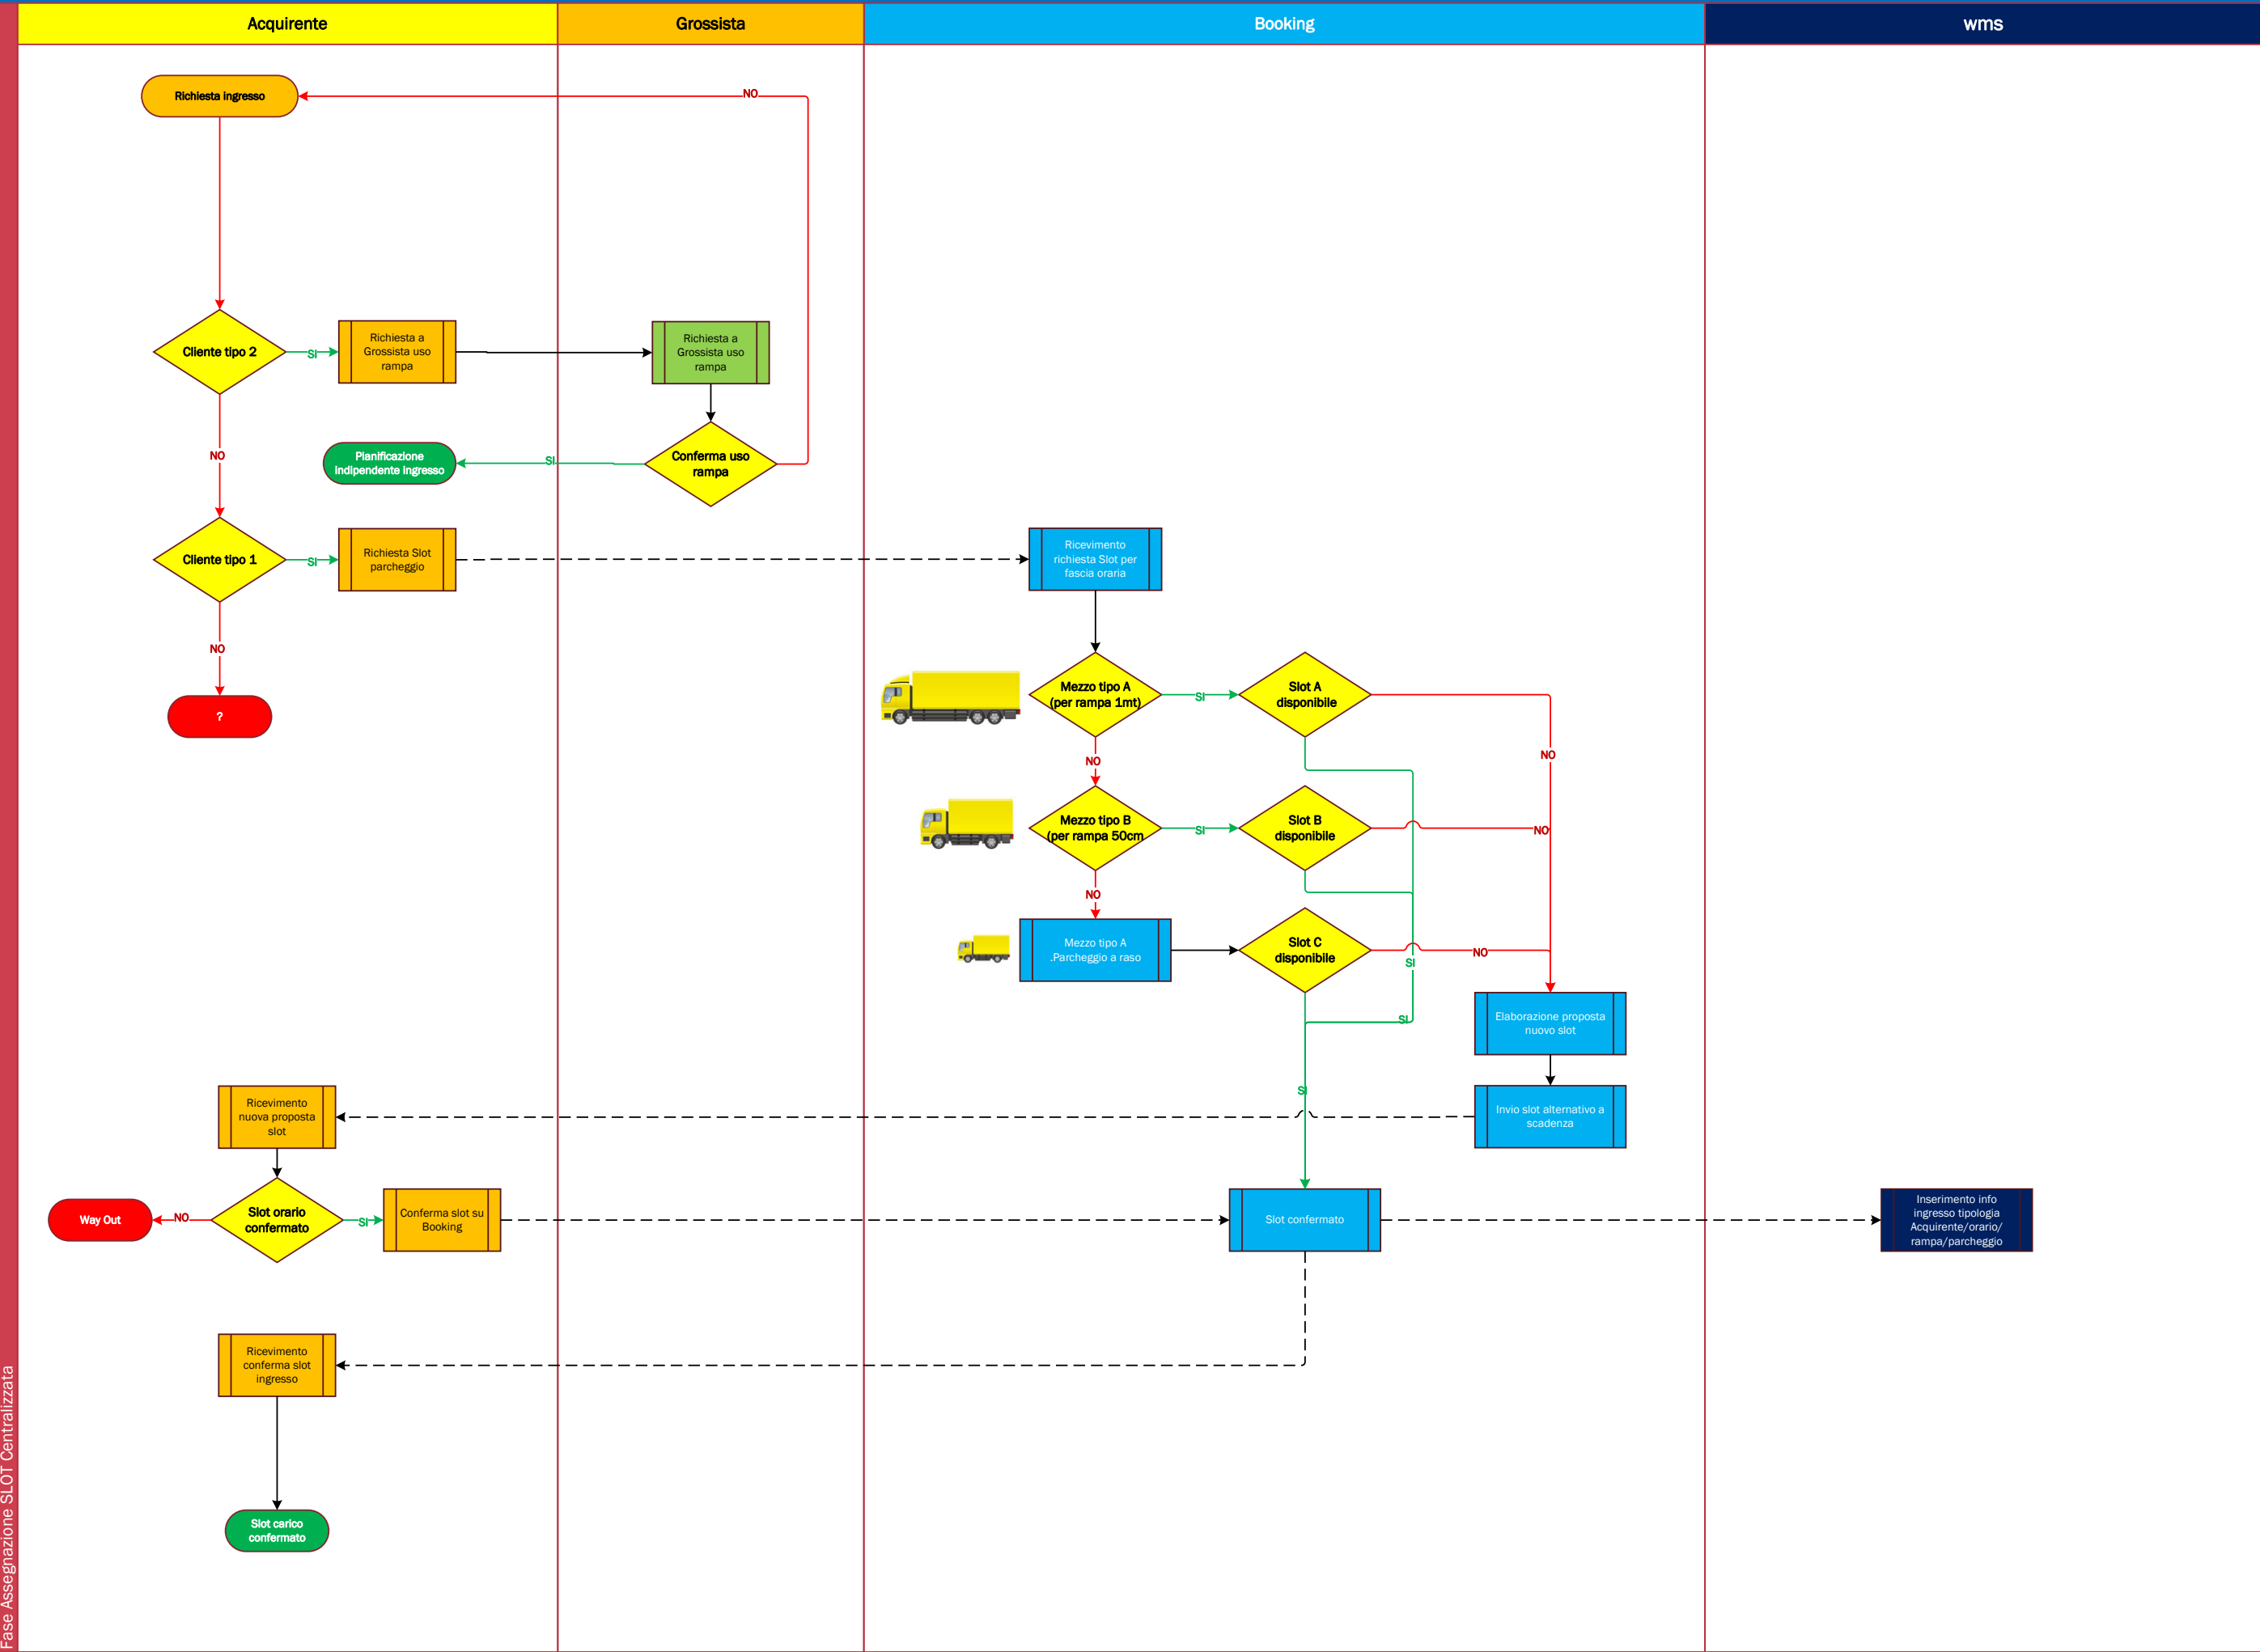 Acquirente
Grossista
Booking
wms
Richiesta ingresso
NO
Cliente tipo 2
SI
Richiesta a
Grossista uso
rampa
Richiesta a
Grossista uso
rampa
NO
Planificazione
indipendente ingresso
SI
Conferma uso
rampa
Cliente tipo 1
SI
Richiesta Slot
parcheggio
Ricevimento
richiesta Slot per
fascia oraria
NO
?
Mezzo tipo A
(per rampa 1mt)
SI
Slot A
disponibile
NO
NO
Mezzo tipo B
(per rampa 50cm
SI
Slot B
disponibile
NO
NO
Mezzo tipo A
.Parcheggio a raso
Slot C
disponibile
SI
NO
SI
Elaborazione proposta
nuovo slot
SI
Ricevimento
nuova proposta
slot
Invio slot alternativo a
scadenza
Way Out
NO
Slot orario
confermato
SI
Conferma slot su
Booking
Slot confermato
Inserimento info
ingresso tipologia
Acquirente/orario/
rampa/parcheggio
Ricevimento
conferma slot
ingresso
Slot carico
confermato
Fase Assegnazione SLOT Centralizzata